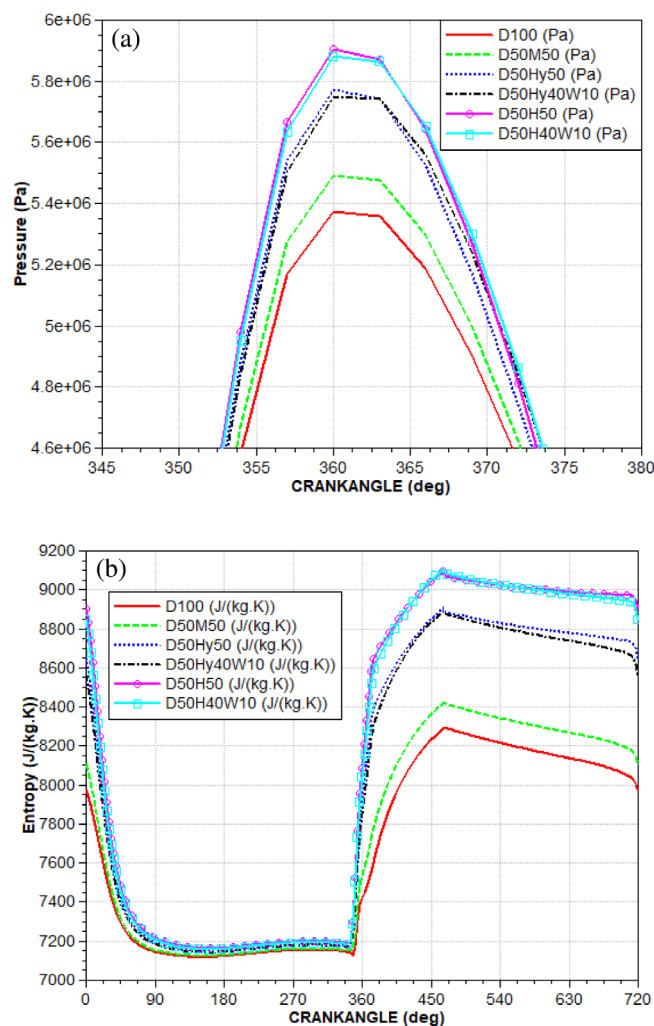 (a)
D100 (Pa)
D50M50 (Pa)
D50Hy50 (Pa)
D50Hy40W10 (Pa)
D50H50 (Pa)
D50H40W10 (Pa)
Pressure (Pa)
6e+06
5.8e+06
5.6e+06
5.4e+06
5.2e+06
5e+06
4.8e+06
4.6e+06
345 350 355 360 365 370 375 380
CRANKANGLE (deg)
(b)
D100 (J/(kg.K))
D50M50 (J/(kg.K))
D50Hy50 (J/(kg.K))
D50Hy40W10 (J/(kg.K))
D50H50 (J/(kg.K))
D50H40W10 (J/(kg.K))
Entropy (J/(kg.K))
9200
9000
8800
8600
8400
8200
8000
7800
7600
7400
7200
7000
0 90 180 270 360 450 540 630 720
CRANKANGLE (deg)